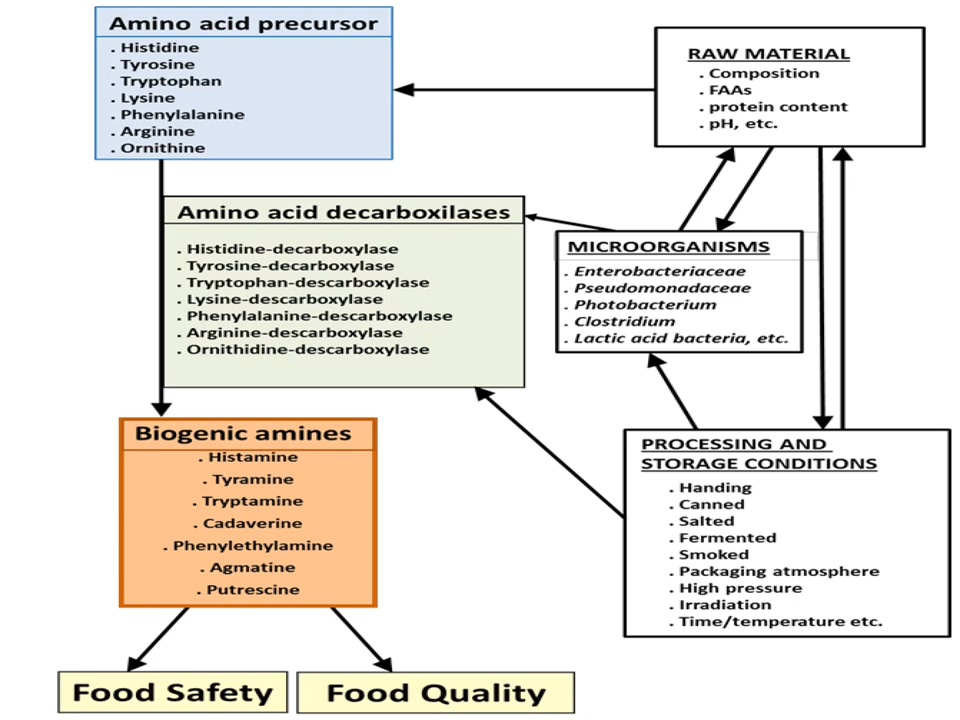 Amino acid precursor
. Histidine
. Tyrosine
. Tryptophan
. Lysine
. Phenylalanine
. Arginine
. Ornithine
RAW MATERIAL
. Composition
. FAAs
. protein content
. pH, etc.
Amino acid decarboxilases
. Histidine-decarboxylase
. Tyrosine-decarboxylase
. Tryptophan-descarboxylase
. Lysine-descarboxylase
. Phenylalanine-descarboxylase
. Arginine-descarboxylase
. Ornithidine-descarboxylase
MICROORGANISMS
. Enterobacteriaceae
. Pseudomonadaceae
. Photobacterium
. Clostridium
. Lactic acid bacteria, etc.
Biogenic amines
. Histamine
. Tyramine
. Tryptamine
. Cadaverine
. Phenylethylamine
. Agmatine
. Putrescine
PROCESSING AND
STORAGE CONDITIONS
. Handing
. Canned
. Salted
. Fermented
. Smoked
. Packaging atmosphere
. High pressure
. Irradiation
. Time/temperature etc.
Food Safety
Food Quality